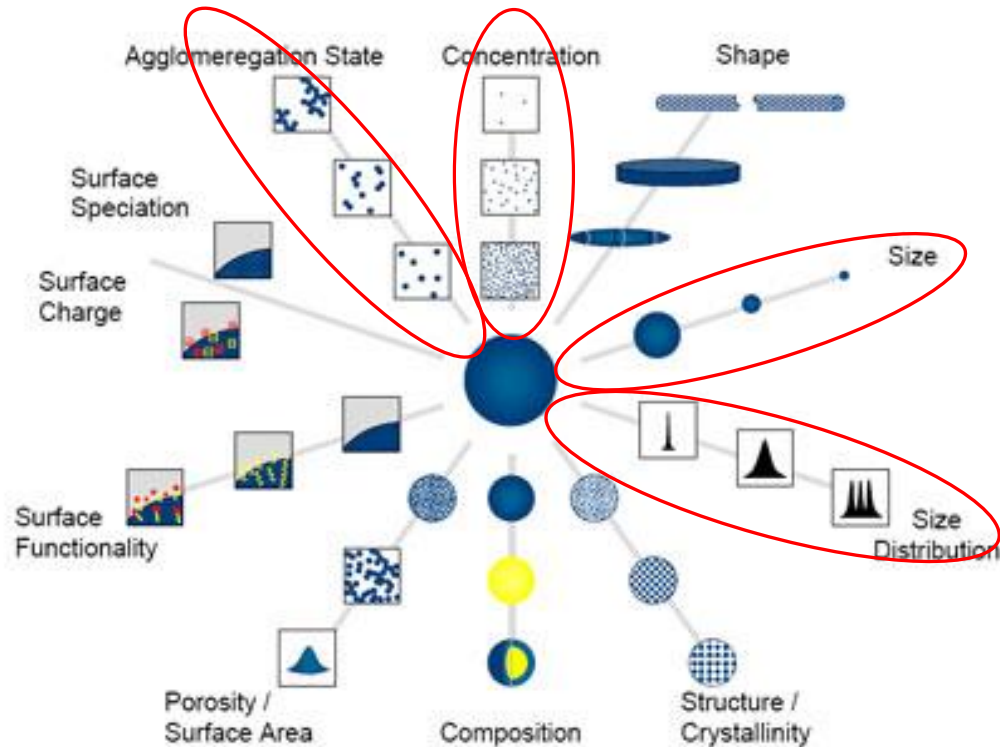 Agglomeregation State
Concentration
Shape
Surface
Speciation
Size
Surface
Charge
Surface
Functionality
Size
Distribution
Porosity /
Surface Area
Composition
Structure /
Crystallinity